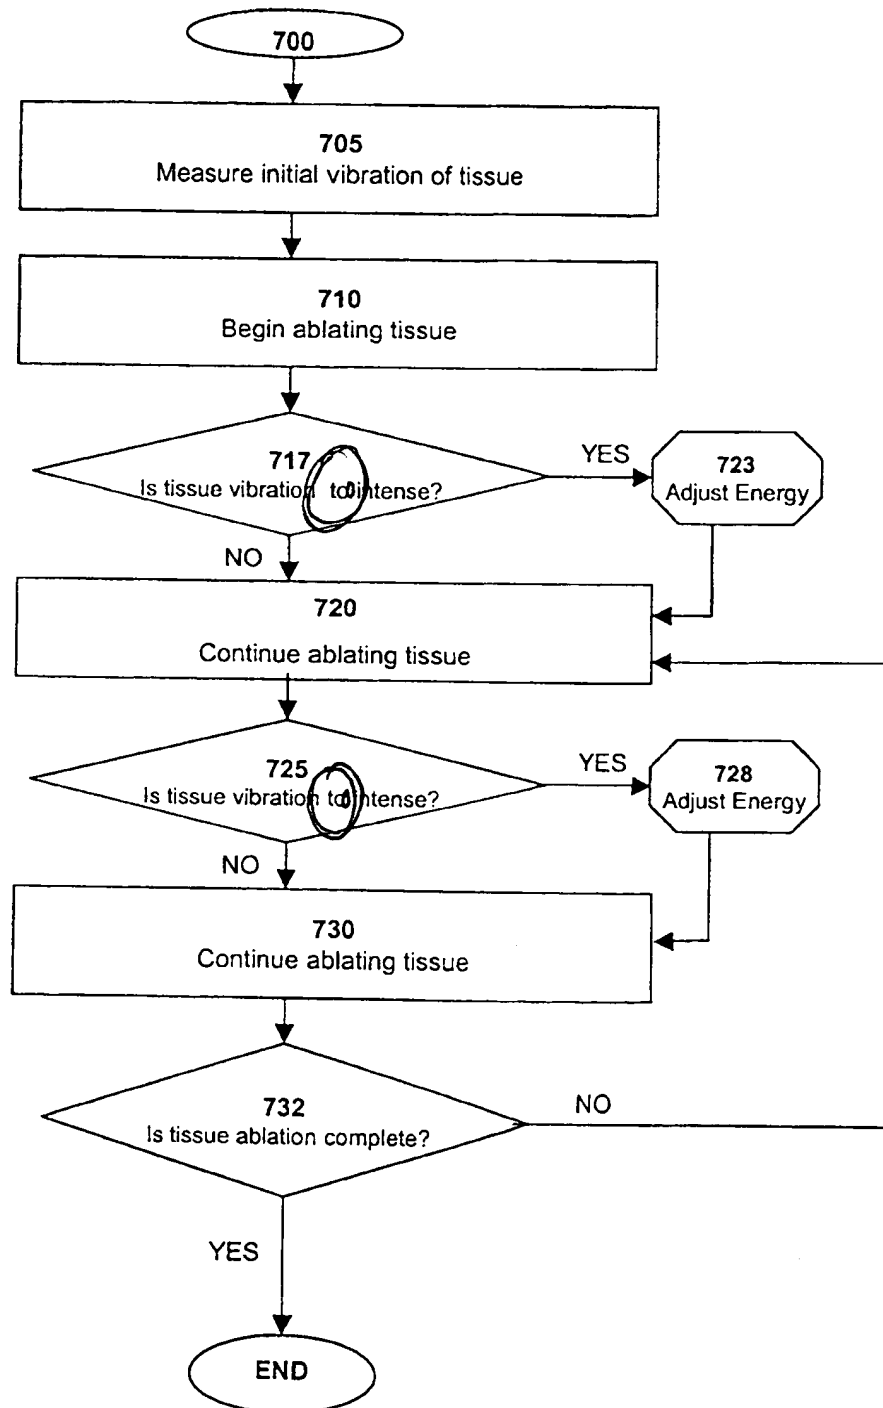 700
705
Measure initial vibration of tissue
710
Begin ablating tissue
717
Is tissue vibration too intense?
YES
723
Adjust Energy
NO
720
Continue ablating tissue
725
Is tissue vibration too intense?
YES
728
Adjust Energy
NO
730
Continue ablating tissue
732
Is tissue ablation complete?
NO
YES
END